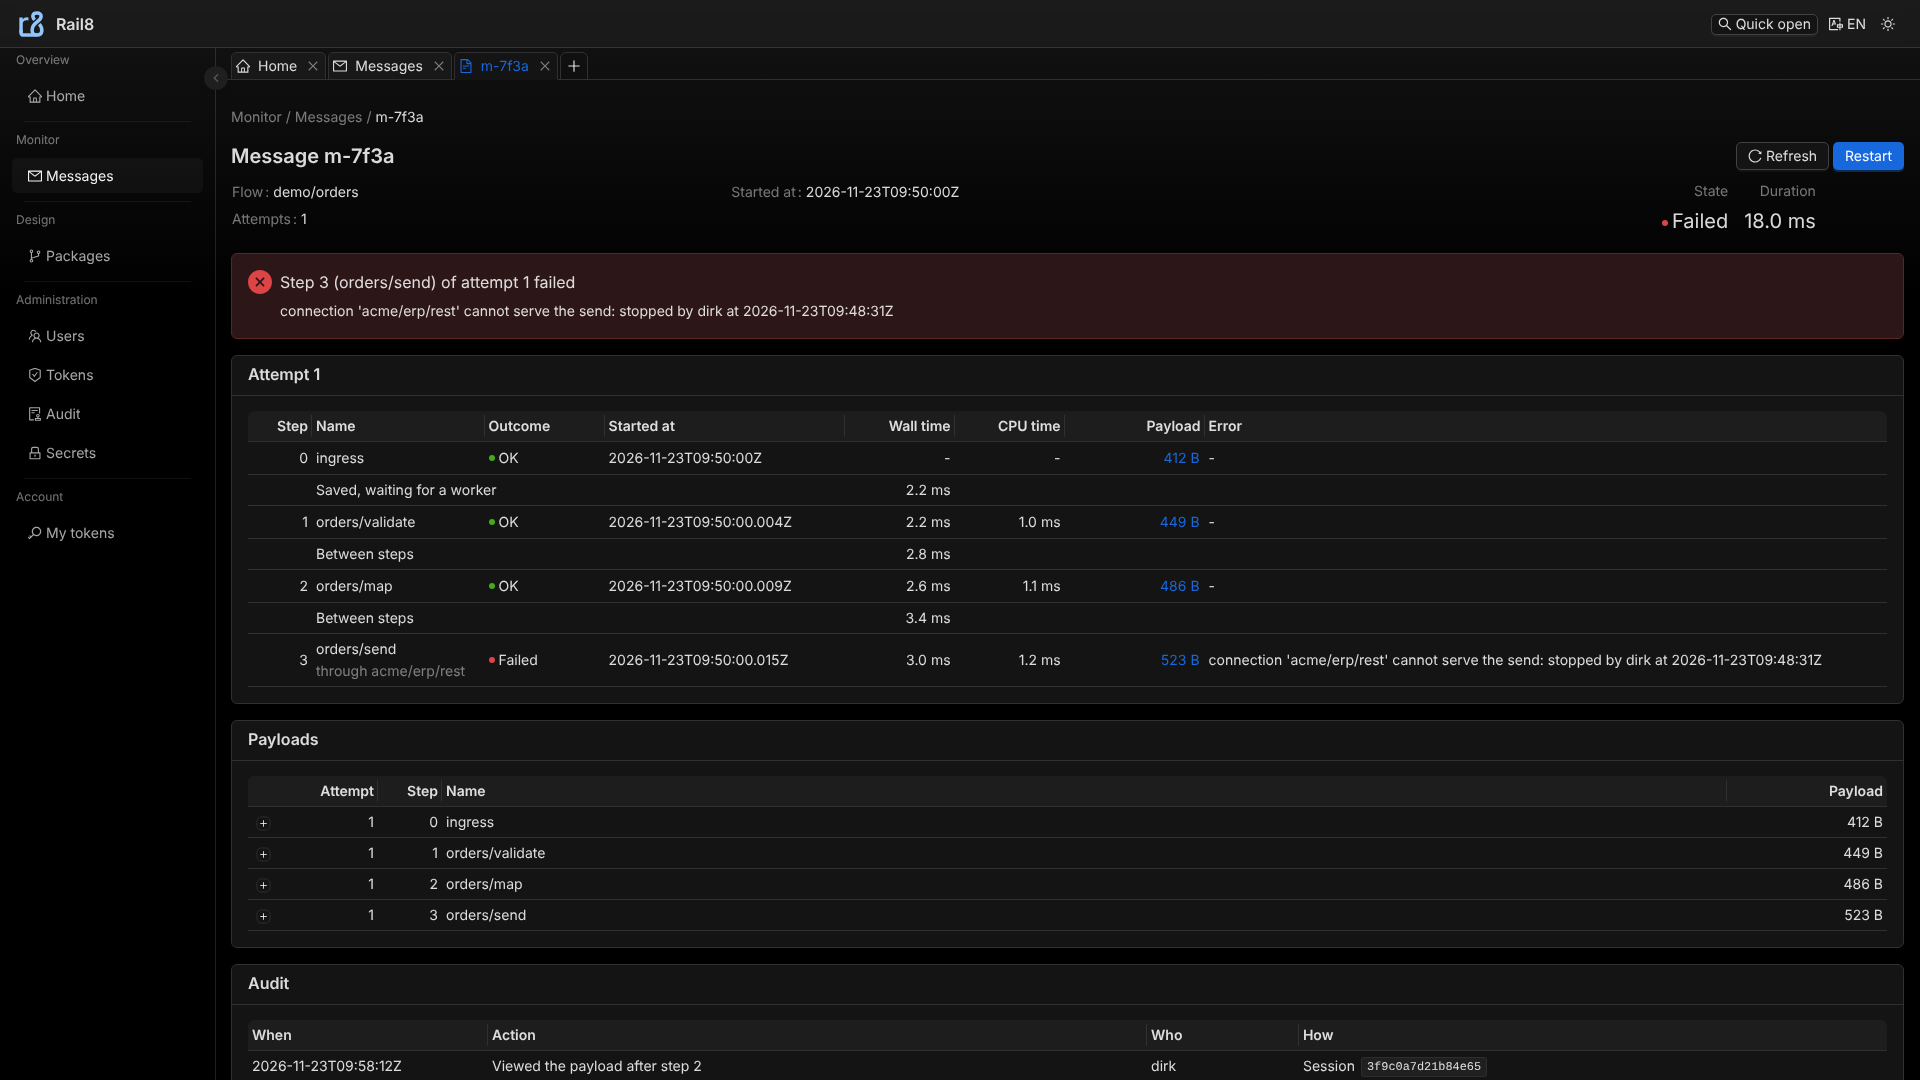 Rail8
Quick open
EN
Overview
Home
Monitor
Messages
Design
Packages
Administration
Users
Tokens
Audit
Secrets
Account
My tokens
Home
Messages
m-7f3a
Monitor / Messages / m-7f3a
Message m-7f3a
Refresh
Restart
Flow: demo/orders
Started at: 2026-11-23T09:50:00Z
Attempts: 1
State Duration
Failed 18.0 ms
Step 3 (orders/send) of attempt 1 failed
connection 'acme/erp/rest' cannot serve the send: stopped by dirk at 2026-11-23T09:48:31Z
Attempt 1
Step Name Outcome Started at Wall time CPU time Payload Error
0 ingress OK 2026-11-23T09:50:00Z - - 412 B -
Saved, waiting for a worker 2.2 ms
1 orders/validate OK 2026-11-23T09:50:00.004Z 2.2 ms 1.0 ms 449 B -
Between steps 2.8 ms
2 orders/map OK 2026-11-23T09:50:00.009Z 2.6 ms 1.1 ms 486 B -
Between steps 3.4 ms
3 orders/send Failed 2026-11-23T09:50:00.015Z 3.0 ms 1.2 ms 523 B connection 'acme/erp/rest' cannot serve the send: stopped by dirk at 2026-11-23T09:48:31Z
through acme/erp/rest
Payloads
Attempt Step Name Payload
1 0 ingress 412 B
1 1 orders/validate 449 B
1 2 orders/map 486 B
1 3 orders/send 523 B
Audit
When Action Who How
2026-11-23T09:58:12Z Viewed the payload after step 2 dirk Session 3f9c0a7d21b84e65